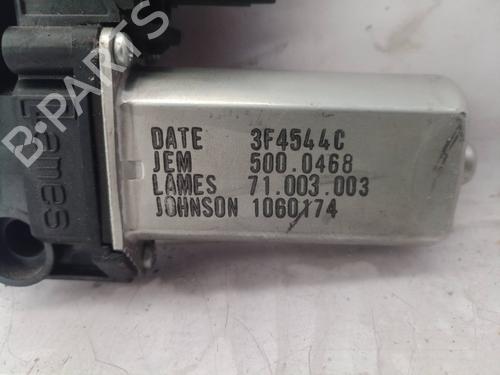 DATE 3F4544C
JEM 500.0468
LAMES 71.003.003
JOHNSON 1060174
Lames
B-PARTS